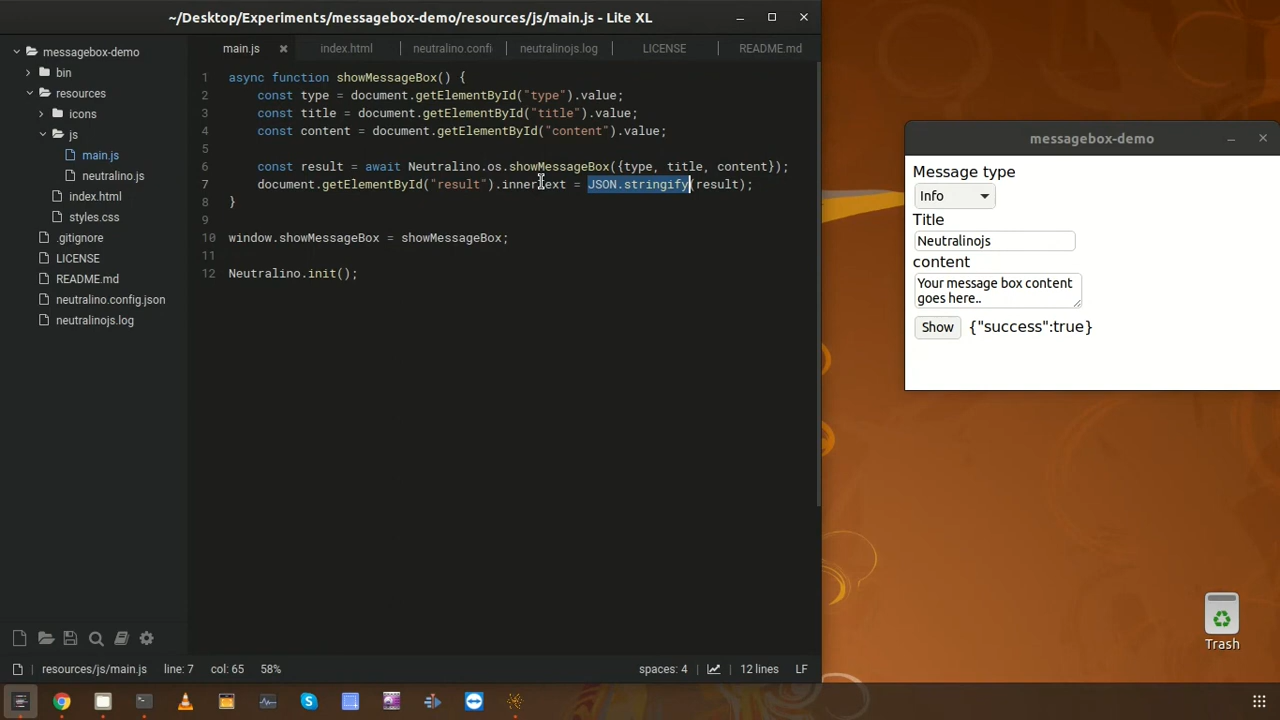 ~/Desktop/Experiments/messagebox-demo/resources/js/main.js - Lite XL
messagebox-demo
bin
resources
icons
js
main.js
neutralino.js
index.html
styles.css
.gitignore
LICENSE
README.md
neutralino.config.json
neutralinojs.log
main.js
index.html
neutralino.confi
neutralinojs.log
LICENSE
README.md
1 async function showMessageBox() {
2 const type = document.getElementById("type").value;
3 const title = document.getElementById("title").value;
4 const content = document.getElementById("content").value;
5
6 const result = await Neutralino.os.showMessageBox({type, title, content});
7 document.getElementById("result").innerText = JSON.stringify(result);
8 }
9
10 window.showMessageBox = showMessageBox;
11
12 Neutralino.init();
resources/js/main.js line: 7 col: 65 58% spaces: 4 12 lines LF
messagebox-demo
Message type
Info
Title
Neutralinojs
content
Your message box content
goes here..
Show {"success":true}
Trash